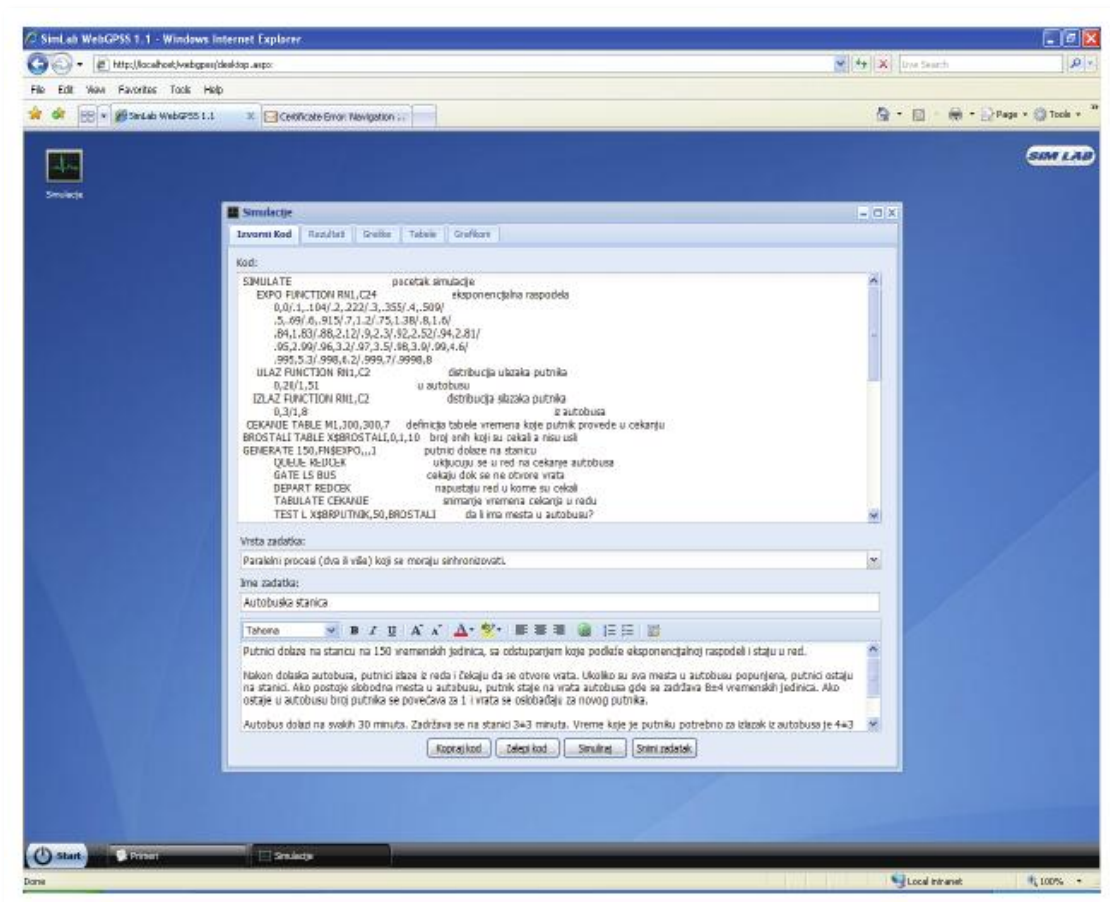 SimLab WebGPSS 1.1 - Windows Internet Explorer
http://localhost/webgpss/desktop.aspx
Live Search
File Edit View Favorites Tools Help
SimLab WebGPSS 1.1
Certificate Error: Navigation ...
Page
Tools
SIM LAB
Simulacije
Simulacije
Izvorni Kod Rezultati Greške Tabele Grafikoni
Kod:
SIMULATE pocetak simulacije
EXPO FUNCTION RN1,C24 eksponencijalna raspodela
0,0/.1,.104/.2,.222/.3,.355/.4,.509/
.5,.69/.6,.915/.7,1.2/.75,1.38/.8,1.6/
.84,1.83/.88,2.12/.9,2.3/.92,2.52/.94,2.81/
.95,2.99/.96,3.2/.97,3.5/.98,3.9/.99,4.6/
.995,5.3/.998,6.2/.999,7/.9998,8
ULAZ FUNCTION RN1,C2 distribucija ulazaka putnika
0,20/1,51 u autobusu
IZLAZ FUNCTION RN1,C2 distribucija silazaka putnika
0,3/1,8 iz autobusa
CEKANJE TABLE M1,300,300,7 definicija tabele vremena koje putnik provede u cekanju
BROSTALI TABLE X$BROSTALI,0,1,10 broj onih koji su cekali a nisu usli
GENERATE 150,FN$EXPO,,,1 putnici dolaze na stanicu
QUEUE REDCEK ukljucuju se u red na cekanje autobusa
GATE LS BUS cekaju dok se ne otvore vrata
DEPART REDCEK napustaju red u kome su cekali
TABULATE CEKANJE snimanje vremena cekanja u redu
TEST L X$BRPUTNIK,50,BROSTALI da li ima mesta u autobusu?
Vrsta zadatka:
Paralelni procesi (dva ili više) koji se moraju sinhronizovati.
Ime zadatka:
Autobuska stanica
Tahoma B I U A A A
Putnici dolaze na stanicu na 150 vremenskih jedinica, sa odstupanjem koje podleže eksponencijalnoj raspodeli i staju u red.
Nakon dolaska autobusa, putnici izlaze iz reda i čekaju da se otvore vrata. Ukoliko su sva mesta u autobusu popunjena, putnici ostaju
na stanici. Ako postoje slobodna mesta u autobusu, putnik staje na vrata autobusa gde se zadržava 8±4 vremenskih jedinica. Ako
ostaje u autobusu broj putnika se povećava za 1 i vrata se oslobađaju za novog putnika.
Autobus dolazi na svakih 30 minuta. Zadržava se na stanici 3±3 minuta. Vreme koje je putniku potrebno za izlazak iz autobusa je 4±3
Kopiraj kod Zalepi kod Simuliraj Snimi zadatak
Start Primeri Simulacije
Done Local intranet 100%